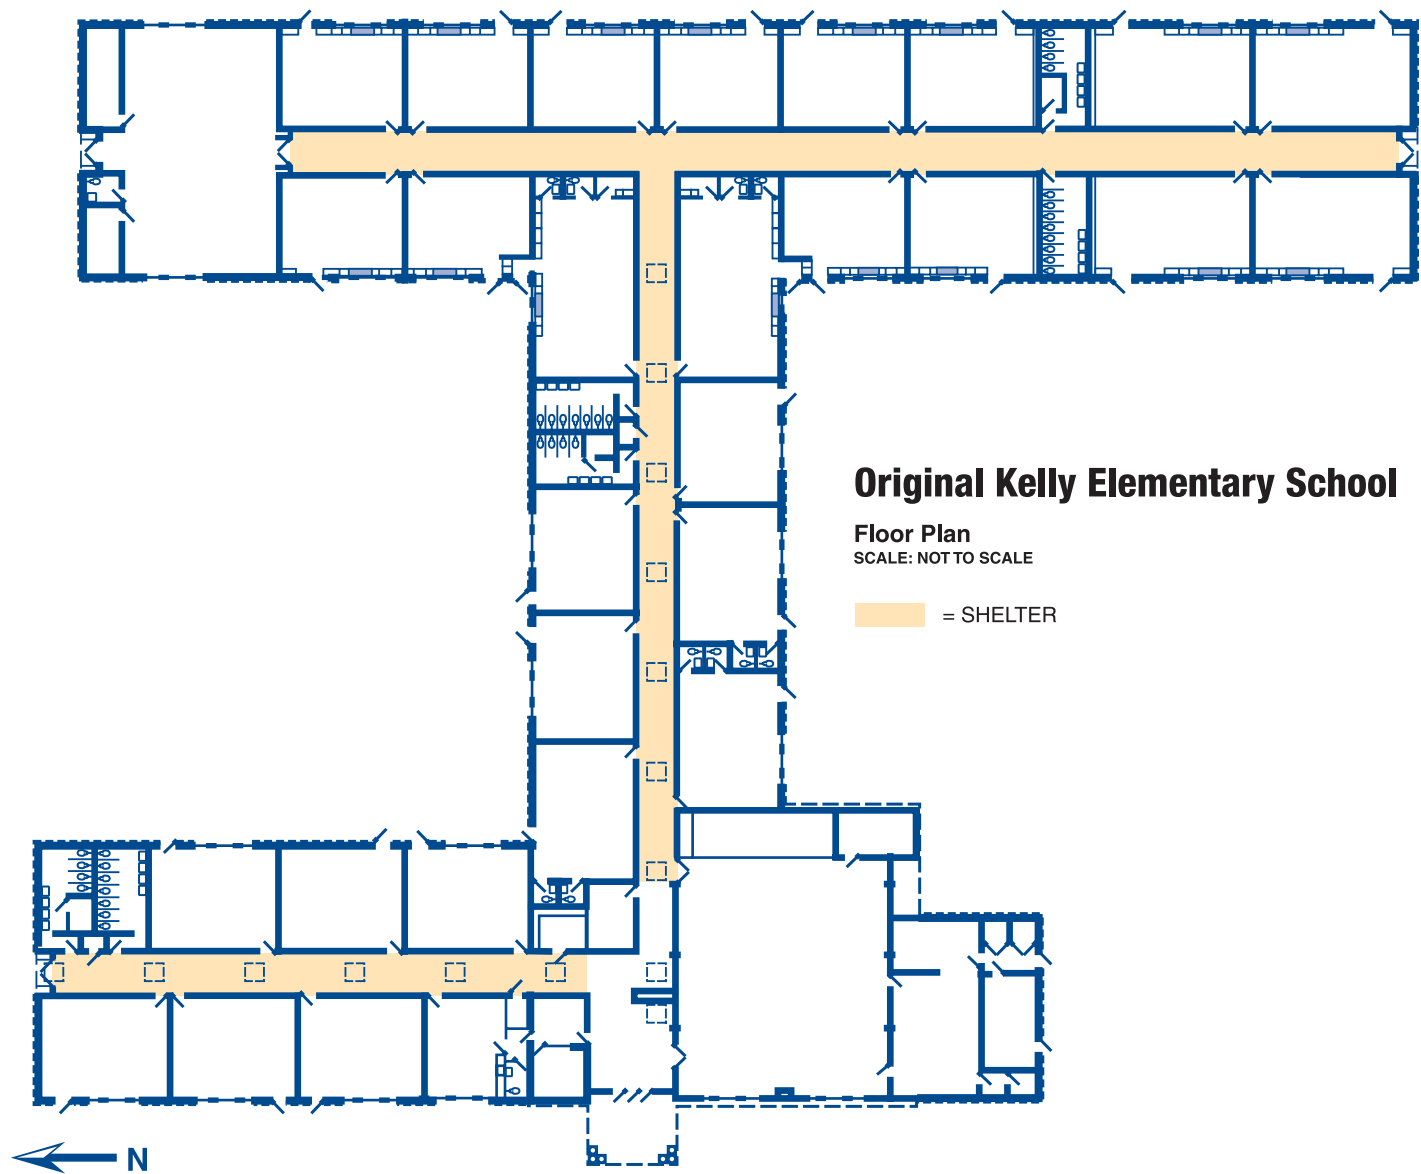 Original Kelly Elementary School
Floor Plan
SCALE: NOT TO SCALE
= SHELTER
N